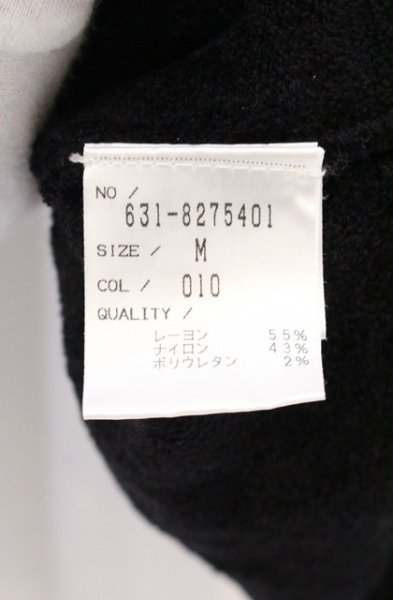 NO / 631-8275401
SIZE / M
COL / 010
QUALITY /
レーヨン 55%
ナイロン 43%
ポリウレタン 2%